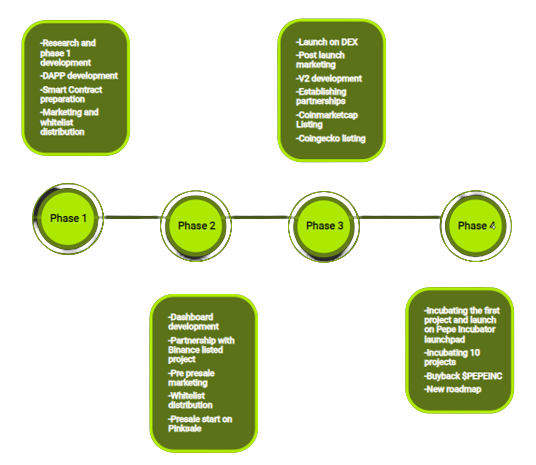 -Research and
phase 1
development
-DAPP development
-Smart Contract
preparation
-Marketing and
whitelist
distribution
-Launch on DEX
-Post launch
marketing
-V2 development
-Establishing
partnerships
-Coinmarketcap
Listing
-Coingecko listing
Phase 1
Phase 2
Phase 3
Phase 4
-Dashboard
development
-Partnership with
Binance listed
project
-Pre presale
marketing
-Whitelist
distribution
-Presale start on
Pinksale
-Incubating the first
project and launch
on Pepe Incubator
launchpad
-Incubating 10
projects
-Buyback $PEPEINC
-New roadmap